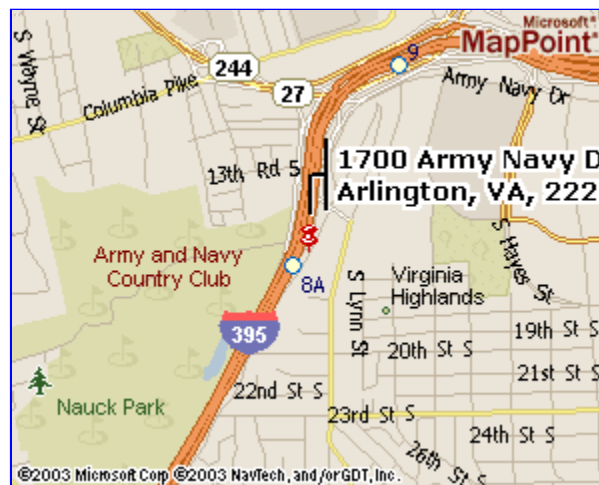 Microsoft®
MapPoint®
S Wayne St
244
9
Columbia Pike
27
Army Navy Dr
13th Rd S
1700 Army Navy D
Arlington, VA, 222
Army and Navy
Country Club
8A
S Hayes St
Virginia
Highlands
S Lynn St
395
19th St S
20th St S
21st St S
22nd St S
Nauck Park
23rd St S
24th St S
26th St S
©2003 Microsoft Corp ©2003 NavTech, and/or GDT, Inc.